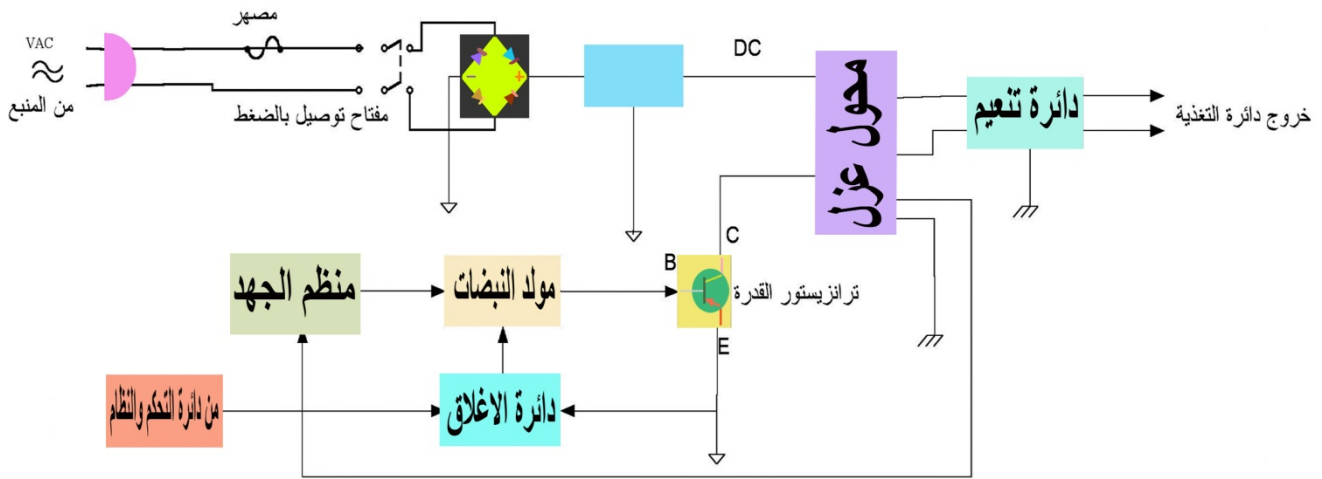 مصهر
VAC
من المنبع
مفتاح توصيل بالضغط
-
+
DC
محول عزل
دائرة تنعيم
خروج دائرة التغذية
C
B
E
ترانزيستور القدرة
منظم الجهد
مولد النبضات
من دائرة التحكم والنظام
دائرة الاغلاق